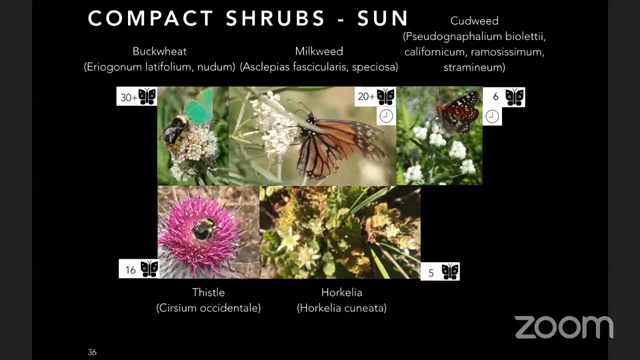 COMPACT SHRUBS - SUN
Cudweed
(Pseudognaphalium biolettii,
californicum, ramosissimum,
stramineum)
Buckwheat
(Eriogonum latifolium, nudum)
Milkweed
(Asclepias fascicularis, speciosa)
30+
20+
6
16
5
Thistle
(Cirsium occidentale)
Horkelia
(Horkelia cuneata)
zoom
36